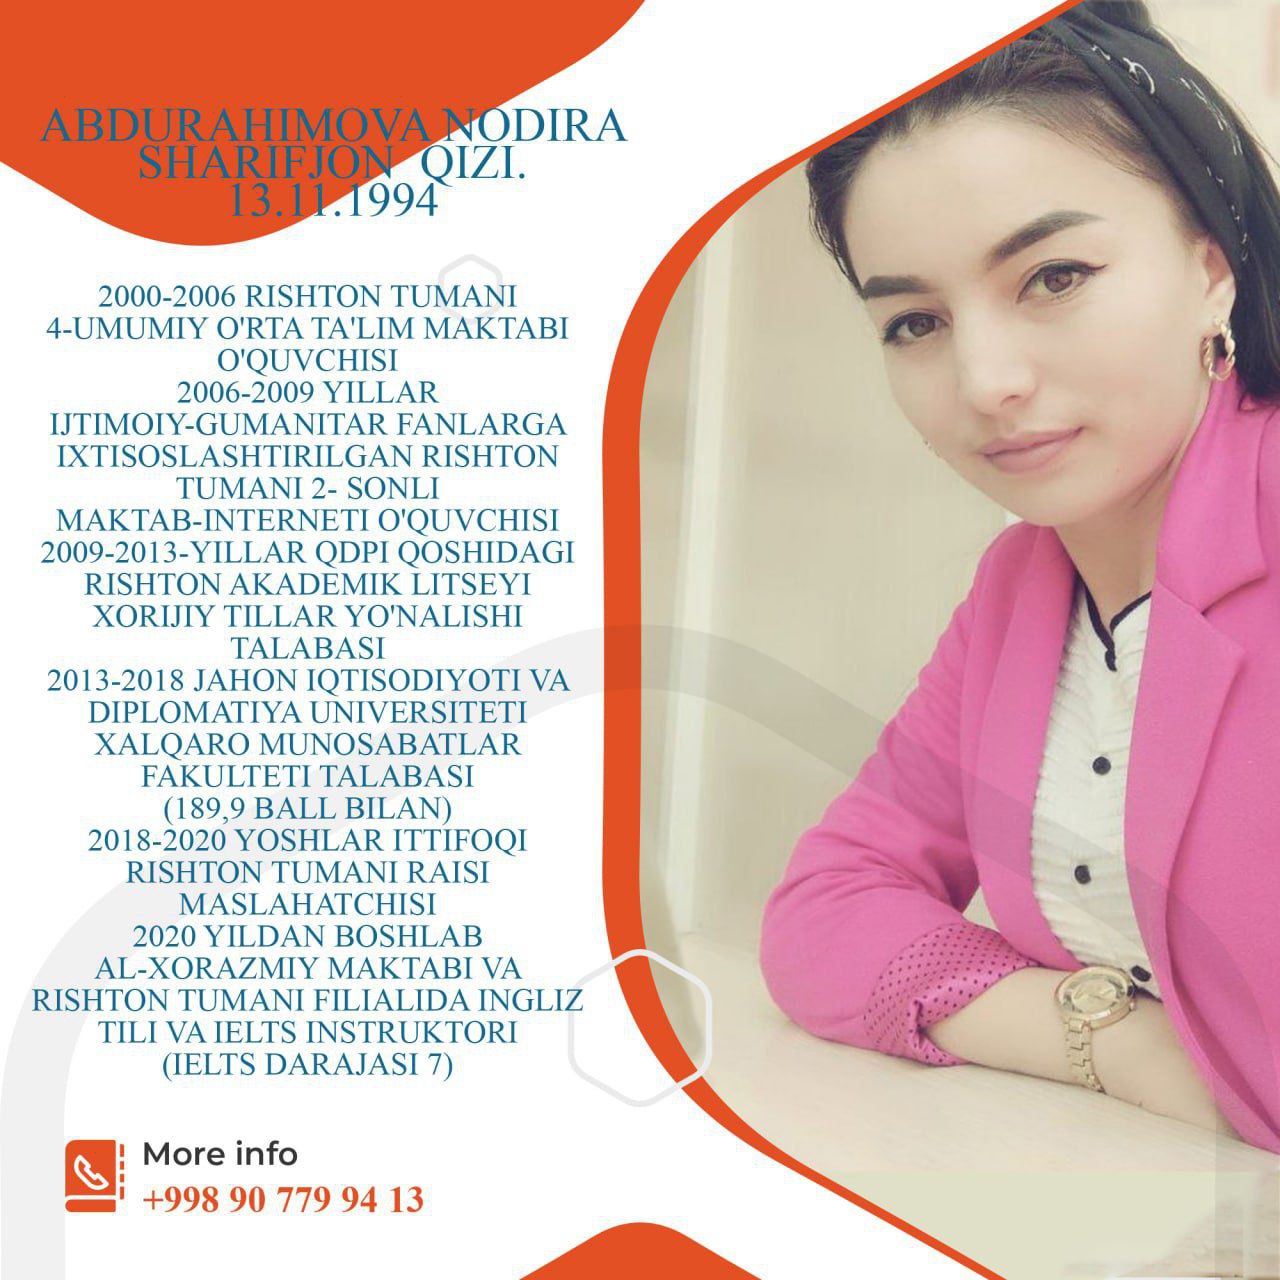 ABDURAHIMOVA NODIRA
SHARIFJON QIZI.
13.11.1994
2000-2006 RISHTON TUMANI
4-UMUMIY O'RTA TA'LIM MAKTABI
O'QUVCHISI
2006-2009 YILLAR
IJTIMOIY-GUMANITAR FANLARGA
IXTISOSLASHTIRILGAN RISHTON
TUMANI 2- SONLI
MAKTAB-INTERNETI O'QUVCHISI
2009-2013-YILLAR QDPI QOSHIDAGI
RISHTON AKADEMIK LITSEYI
XORIJIY TILLAR YO'NALISHI
TALABASI
2013-2018 JAHON IQTISODIYOTI VA
DIPLOMATIYA UNIVERSITETI
XALQARO MUNOSABATLAR
FAKULTETI TALABASI
(189,9 BALL BILAN)
2018-2020 YOSHLAR ITTIFOQI
RISHTON TUMANI RAISI
MASLAHATCHISI
2020 YILDAN BOSHLAB
AL-XORAZMIY MAKTABI VA
RISHTON TUMANI FILIALIDA INGLIZ
TILI VA IELTS INSTRUKTORI
(IELTS DARAJASI 7)
More info
+998 90 779 94 13